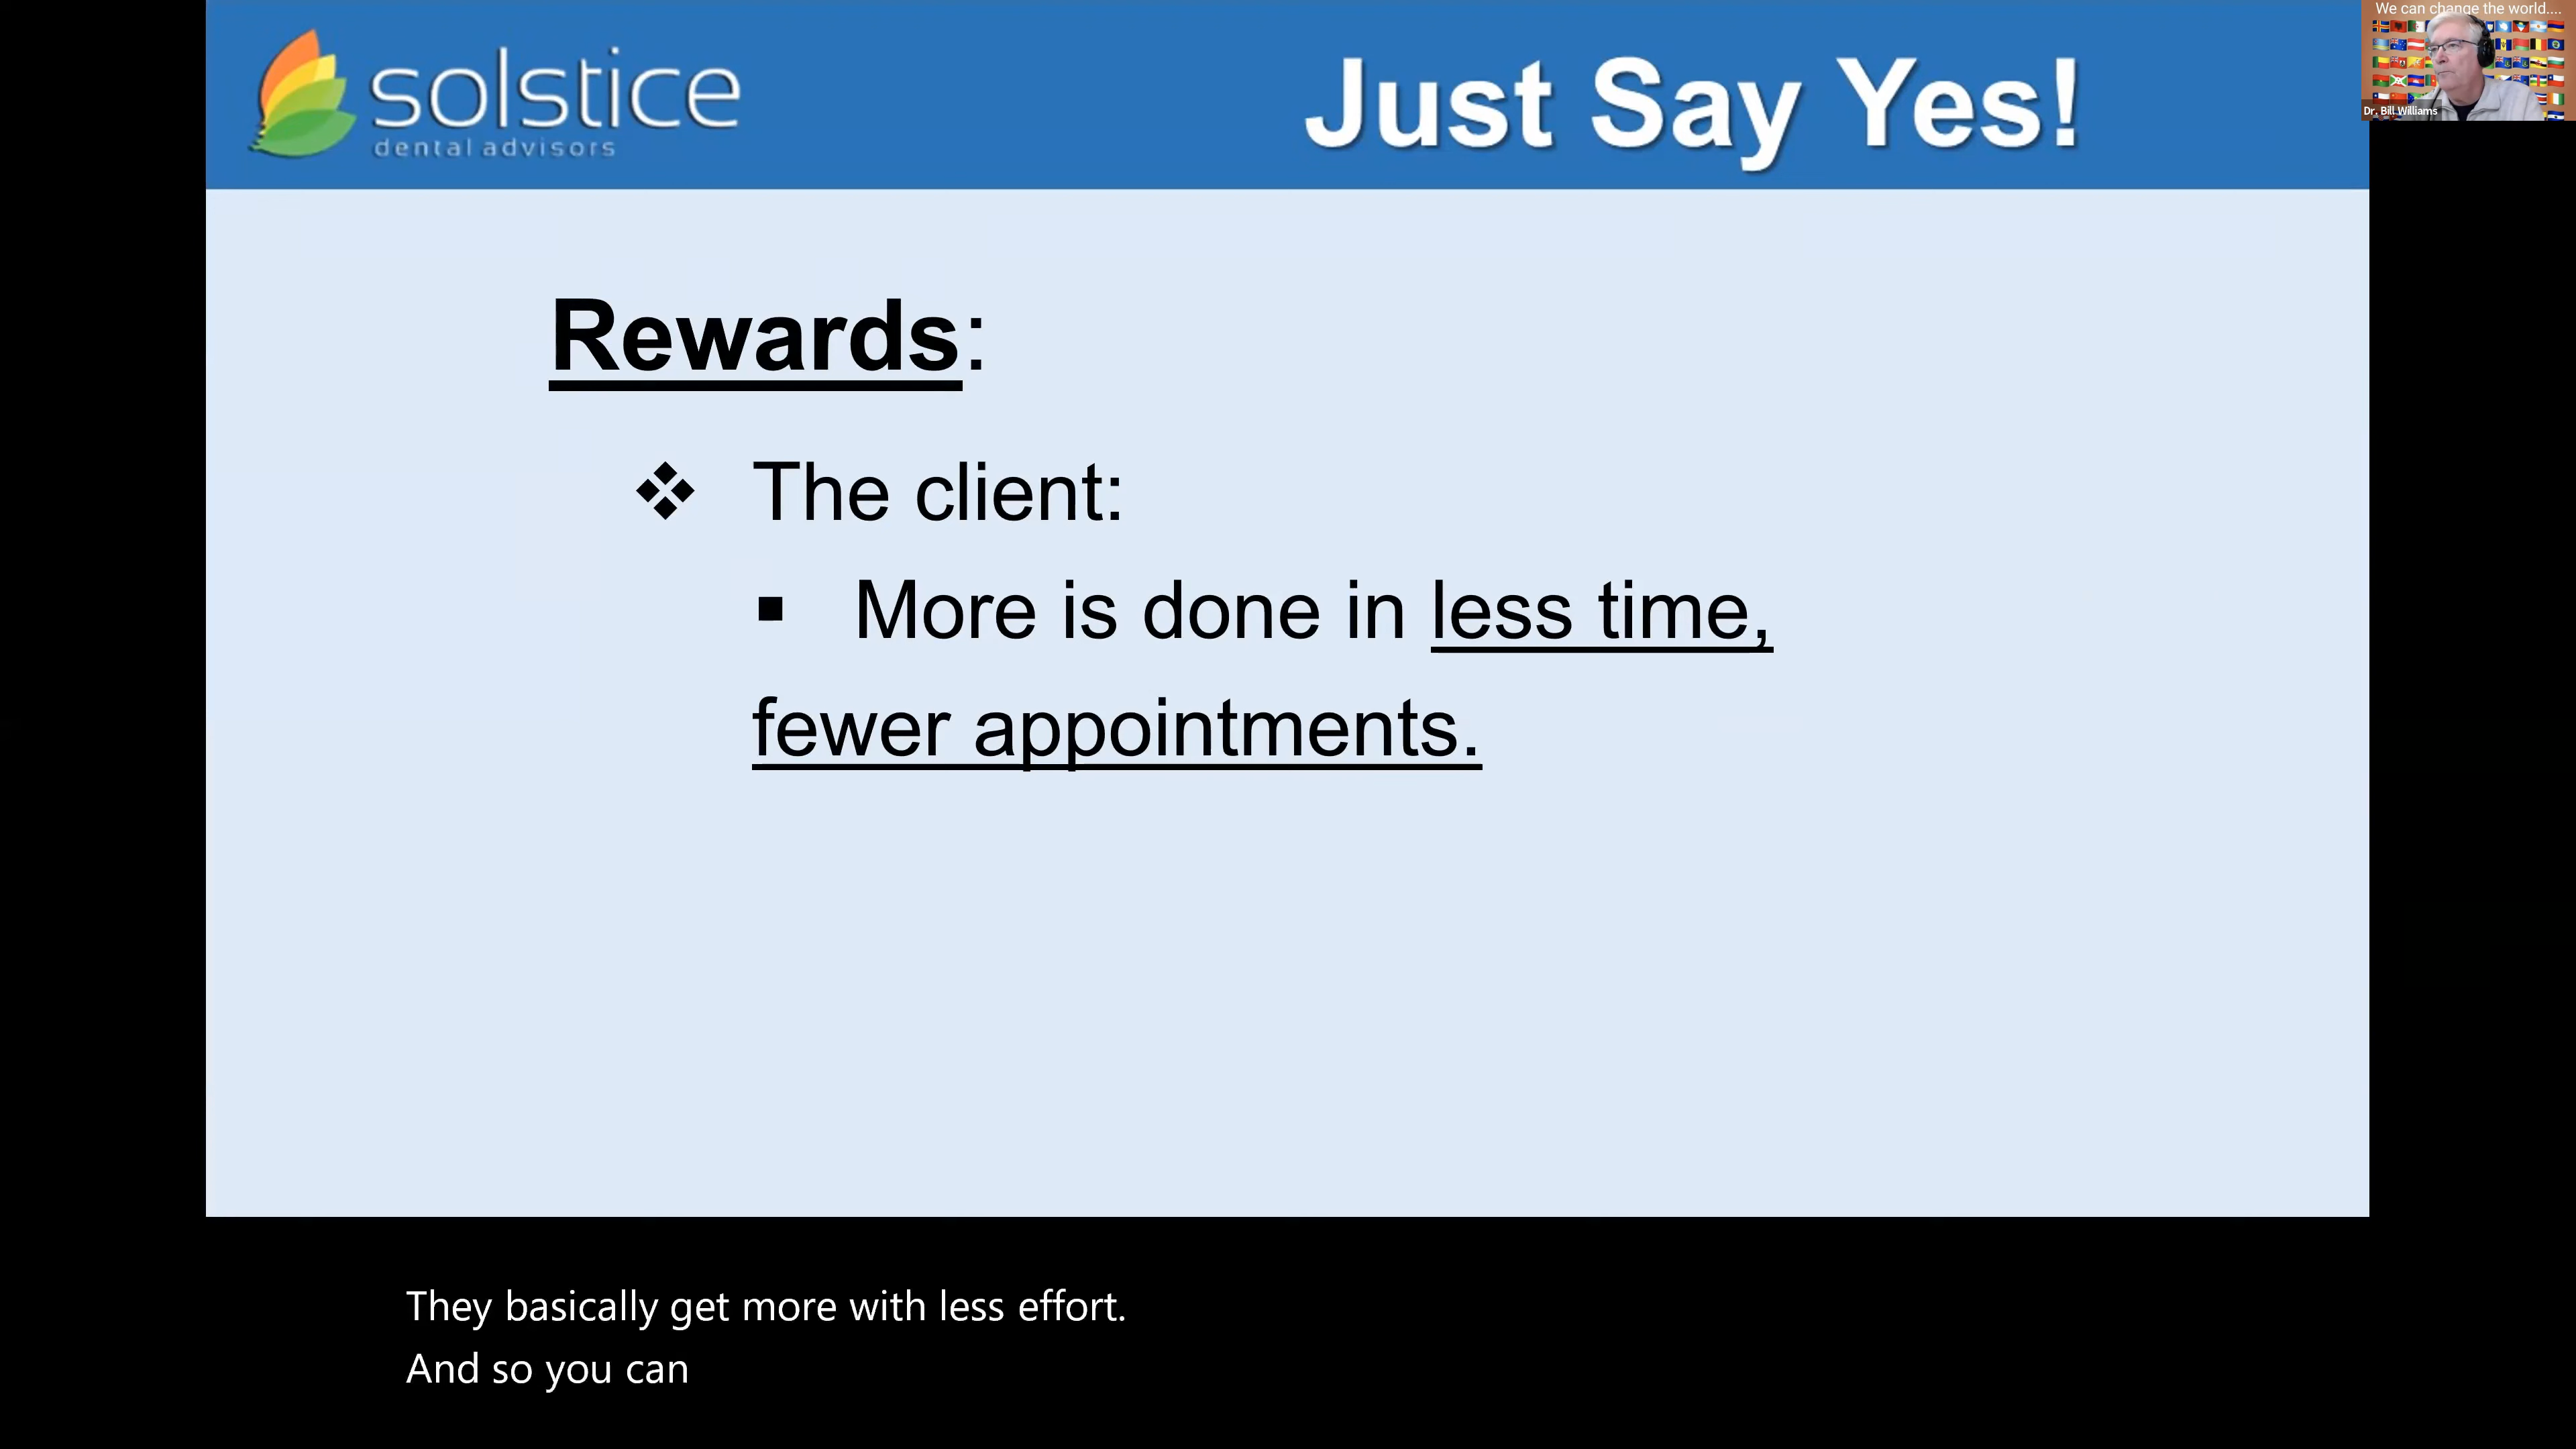 We can change the world....
Dr. Bill Williams
solstice
dental advisors
Just Say Yes!
Rewards:
❖ The client:
▪ More is done in less time,
fewer appointments.
They basically get more with less effort.
And so you can